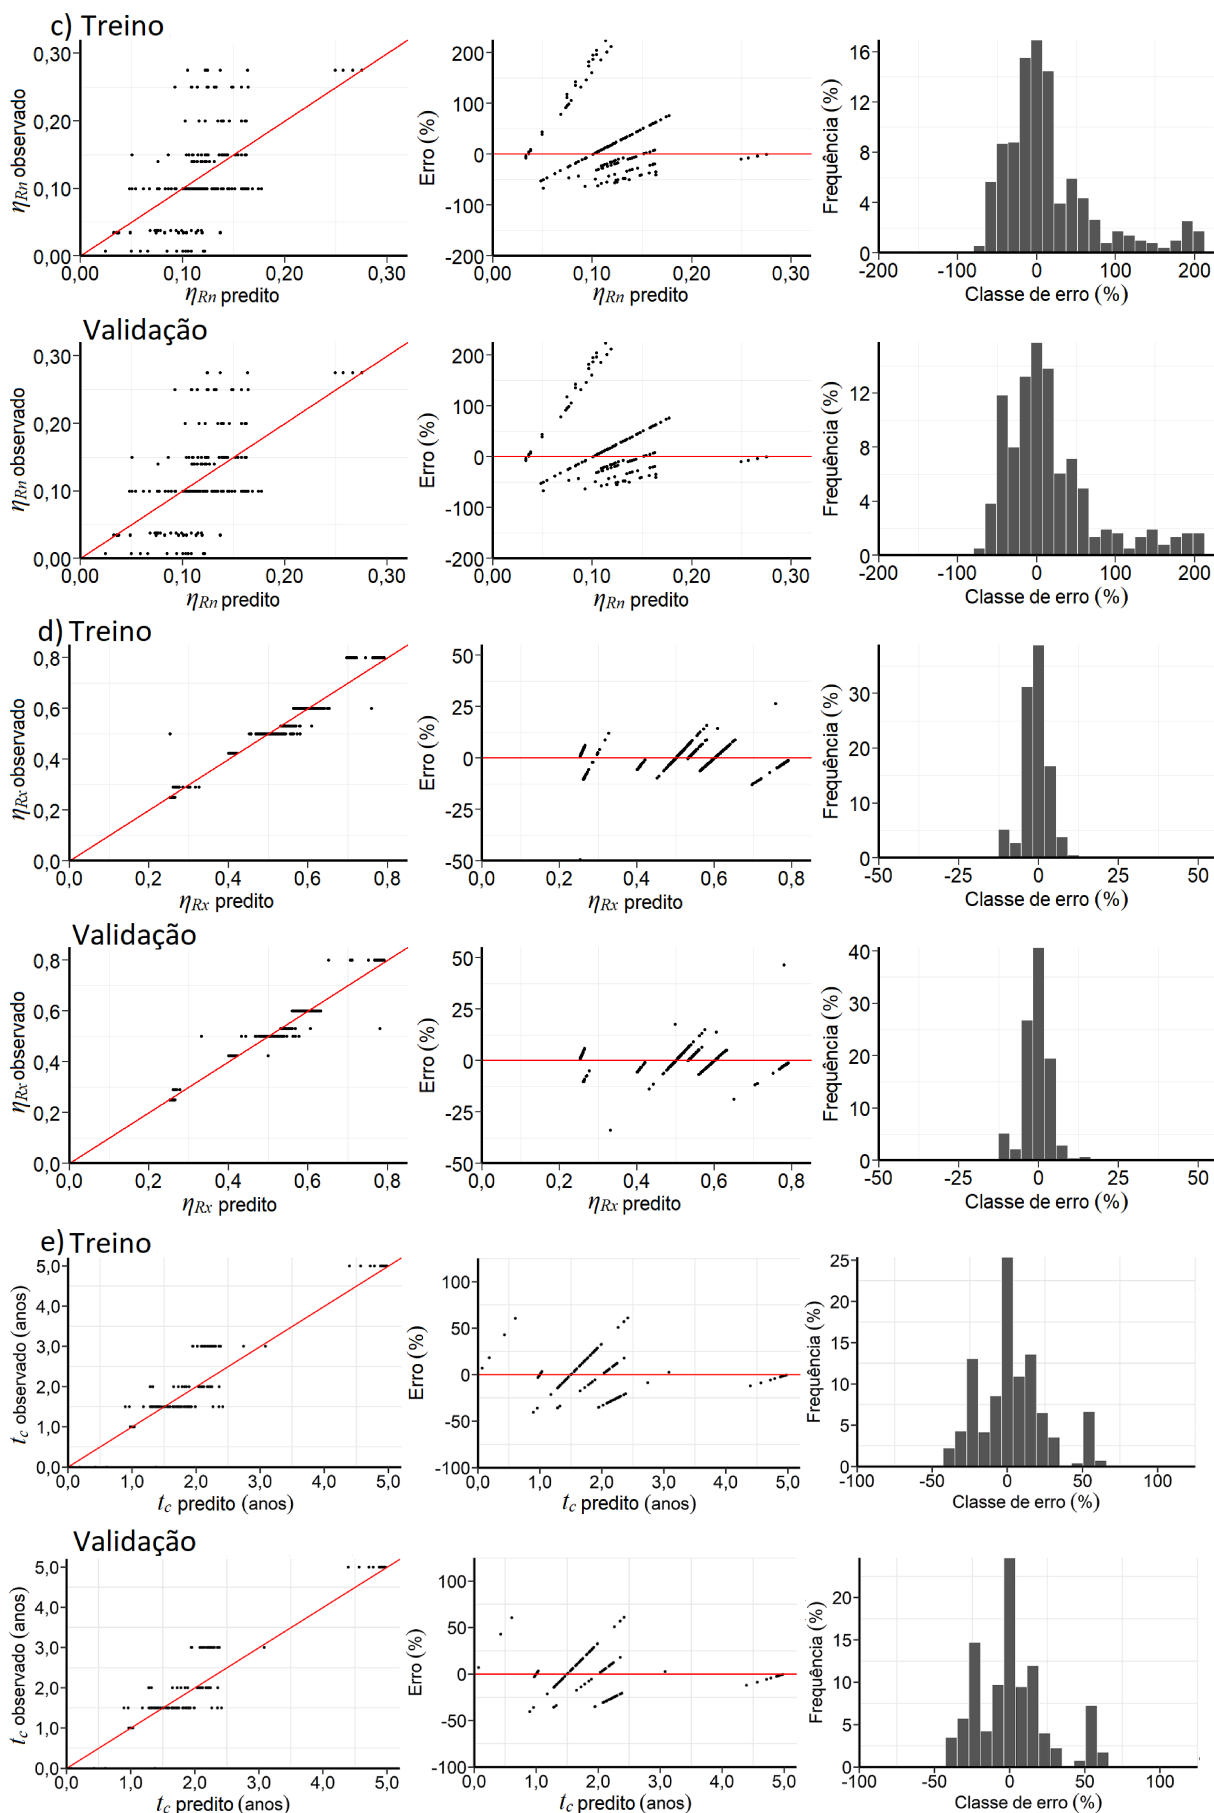 c) Treino
0,30
0,20
0,10
0,00
0,00 0,10 0,20 0,30
ηRn observado
ηRn predito
200
100
0
-100
-200
0,00 0,10 0,20 0,30
Erro (%)
ηRn predito
16
12
8
4
0
-200 -100 0 100 200
Frequência (%)
Classe de erro (%)
Validação
0,30
0,20
0,10
0,00
0,00 0,10 0,20 0,30
ηRn observado
ηRn predito
200
100
0
-100
-200
0,00 0,10 0,20 0,30
Erro (%)
ηRn predito
12
8
4
0
-200 -100 0 100 200
Frequência (%)
Classe de erro (%)
d) Treino
0,8
0,6
0,4
0,2
0,0
0,0 0,2 0,4 0,6 0,8
ηRx observado
ηRx predito
50
25
0
-25
-50
0,0 0,2 0,4 0,6 0,8
Erro (%)
ηRx predito
30
20
10
0
-50 -25 0 25 50
Frequência (%)
Classe de erro (%)
Validação
0,8
0,6
0,4
0,2
0,0
0,0 0,2 0,4 0,6 0,8
ηRx observado
ηRx predito
50
25
0
-25
-50
0,0 0,2 0,4 0,6 0,8
Erro (%)
ηRx predito
40
30
20
10
0
-50 -25 0 25 50
Frequência (%)
Classe de erro (%)
e) Treino
5,0
4,0
3,0
2,0
1,0
0,0
0,0 1,0 2,0 3,0 4,0 5,0
tc observado (anos)
tc predito (anos)
100
50
0
-50
-100
0,0 1,0 2,0 3,0 4,0 5,0
Erro (%)
tc predito (anos)
25
20
15
10
5
0
-100 -50 0 50 100
Frequência (%)
Classe de erro (%)
Validação
5,0
4,0
3,0
2,0
1,0
0,0
0,0 1,0 2,0 3,0 4,0 5,0
tc observado (anos)
tc predito (anos)
100
50
0
-50
-100
0,0 1,0 2,0 3,0 4,0 5,0
Erro (%)
tc predito (anos)
20
15
10
5
0
-100 -50 0 50 100
Frequência (%)
Classe de erro (%)